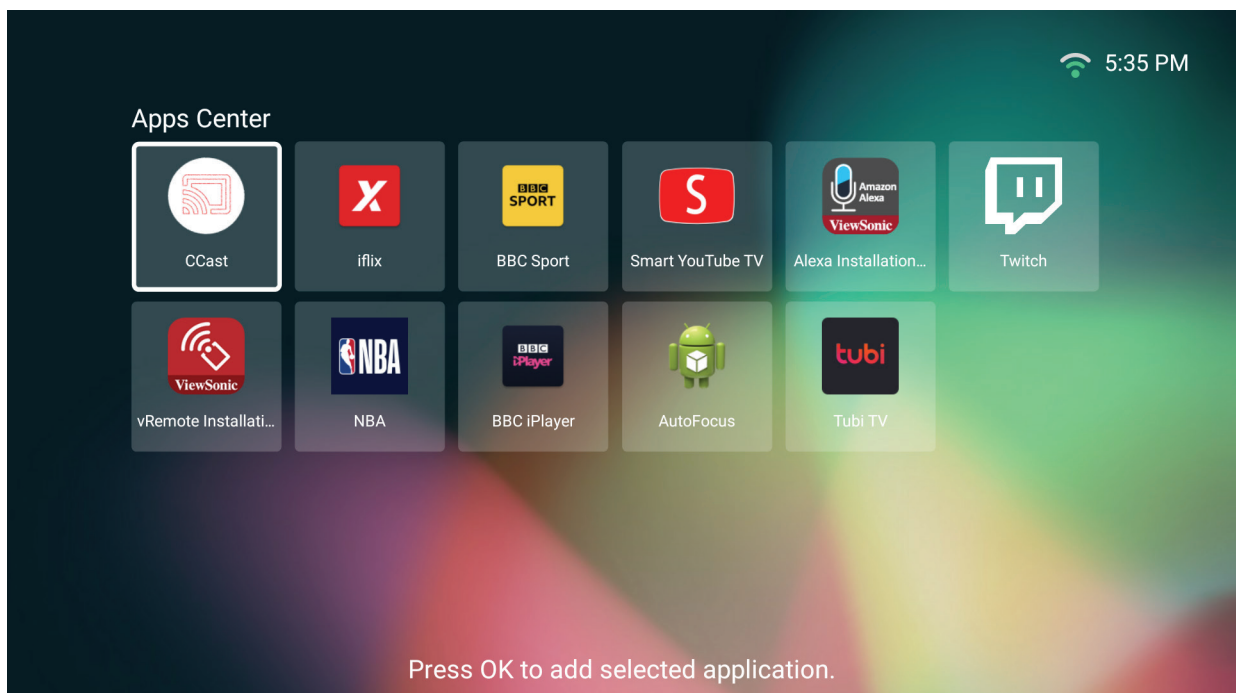 5:35 PM
Apps Center
CCast
X
iflix
BBC
SPORT
BBC Sport
S
Smart YouTube TV
Amazon
Alexa
ViewSonic
Alexa Installation...
Twitch
ViewSonic
vRemote Installati...
NBA
NBA
BBC
iPlayer
BBC iPlayer
AutoFocus
tubi
Tubi TV
Press OK to add selected application.